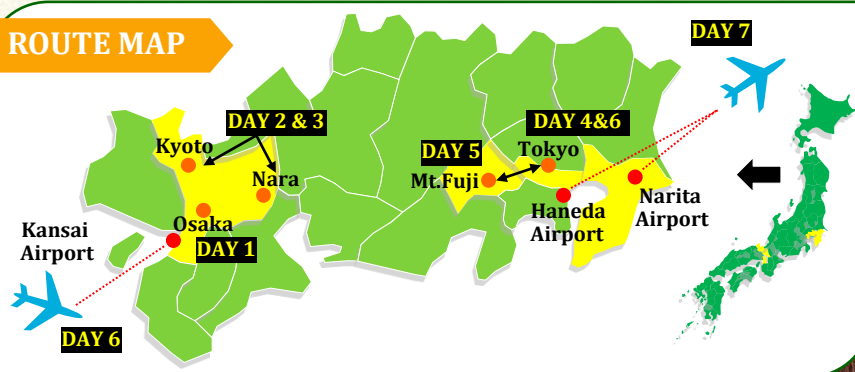 ROUTE MAP
DAY 7
DAY 2 & 3
DAY 4&6
Kyoto
DAY 5
Tokyo
Mt.Fuji
Nara
Narita
Airport
Haneda
Airport
Osaka
Kansai
Airport
DAY 1
DAY 6